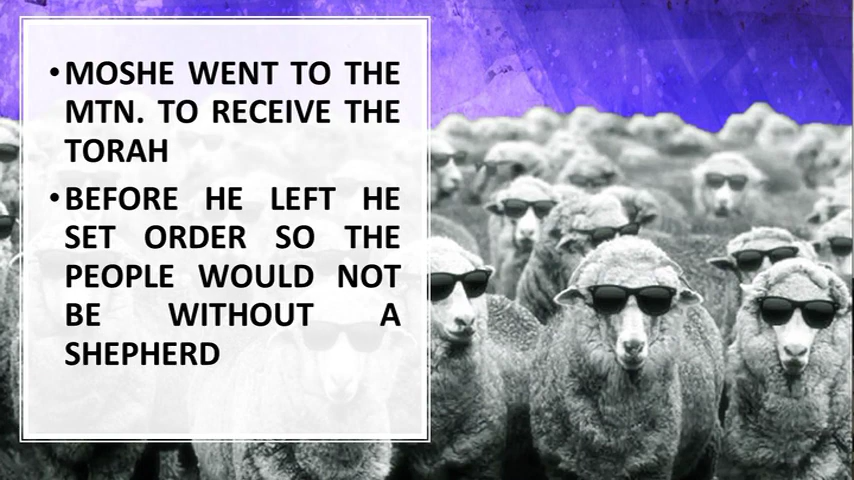 •MOSHE WENT TO THE
MTN. TO RECEIVE THE
TORAH
•BEFORE HE LEFT HE
SET ORDER SO THE
PEOPLE WOULD NOT
BE WITHOUT A
SHEPHERD